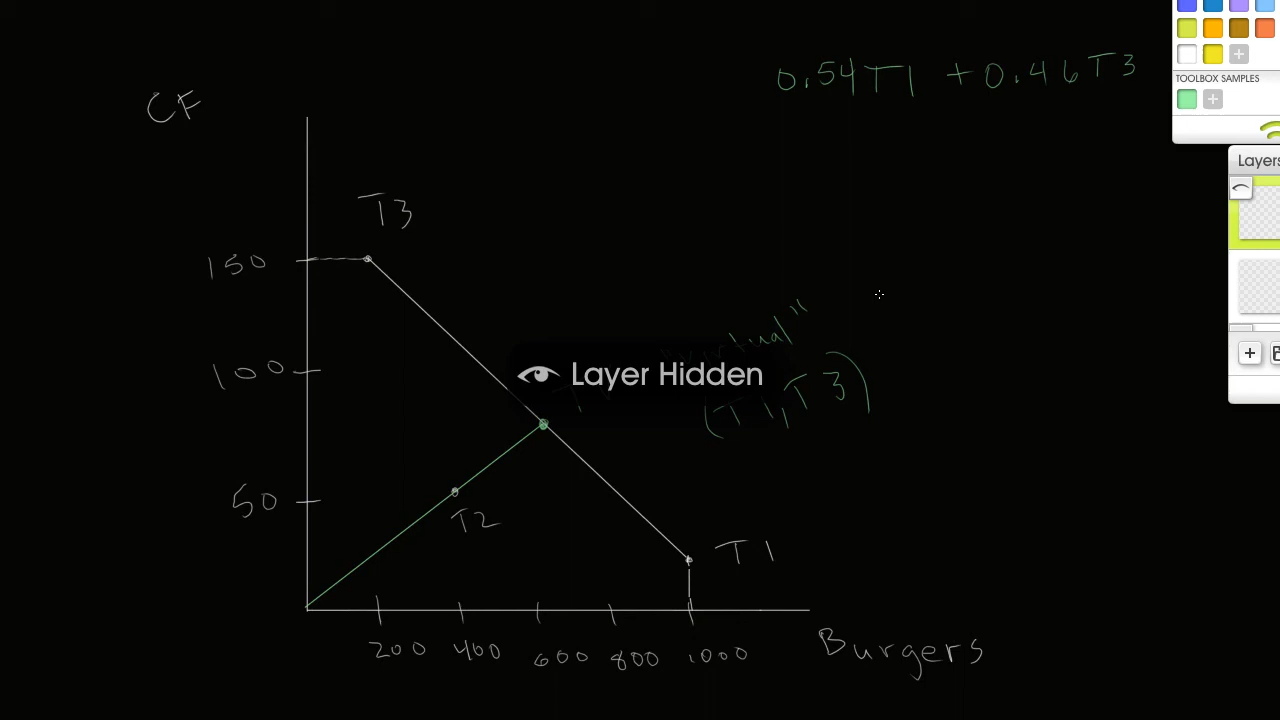 0.54T1 + 0.46T3
TOOLBOX SAMPLES
CF
Layers
T3
150
"virtual"
100
Layer Hidden
(T1,T3)
50
T2
T1
200 400 600 800 1000
Burgers